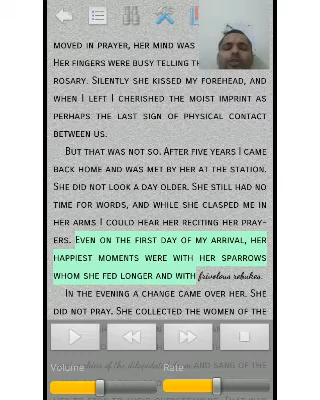 moved in prayer, her mind was
Her fingers were busy telling th
rosary. Silently she kissed my forehead, and
when I left I cherished the moist imprint as
perhaps the last sign of physical contact
between us.
But that was not so. After five years I came
back home and was met by her at the station.
She did not look a day older. She still had no
time for words, and while she clasped me in
her arms I could hear her reciting her pray-
ers. Even on the first day of my arrival, her
happiest moments were with her sparrows
whom she fed longer and with frivolous rebukes.
In the evening a change came over her. She
did not pray. She collected the women of the
of the dilapidated drum and sang of the
Volume
Rate